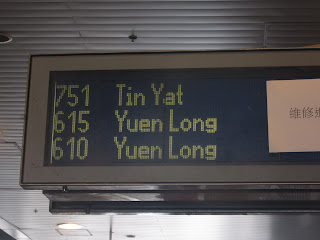 751 Tin Yat
615 Yuen Long
610 Yuen Long
維修